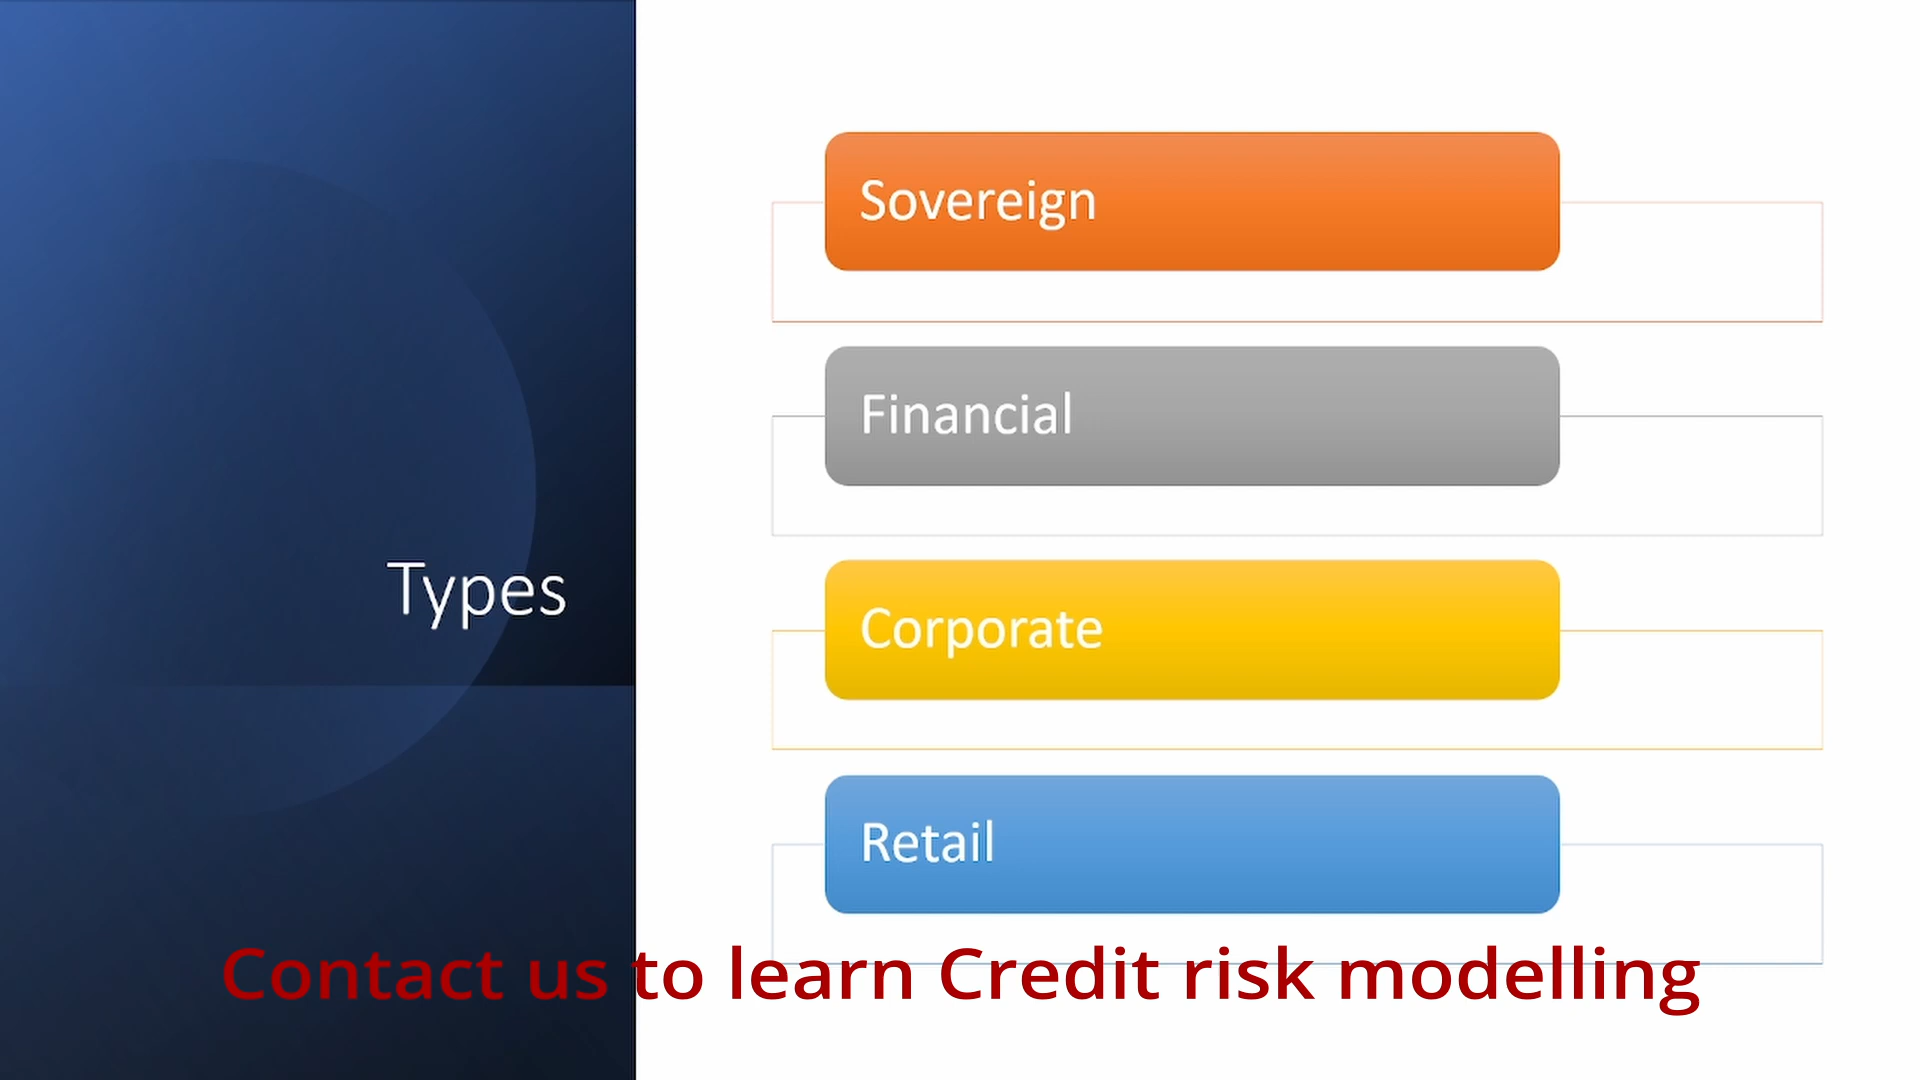 Types
Sovereign
Financial
Corporate
Retail
Contact us to learn Credit risk modelling